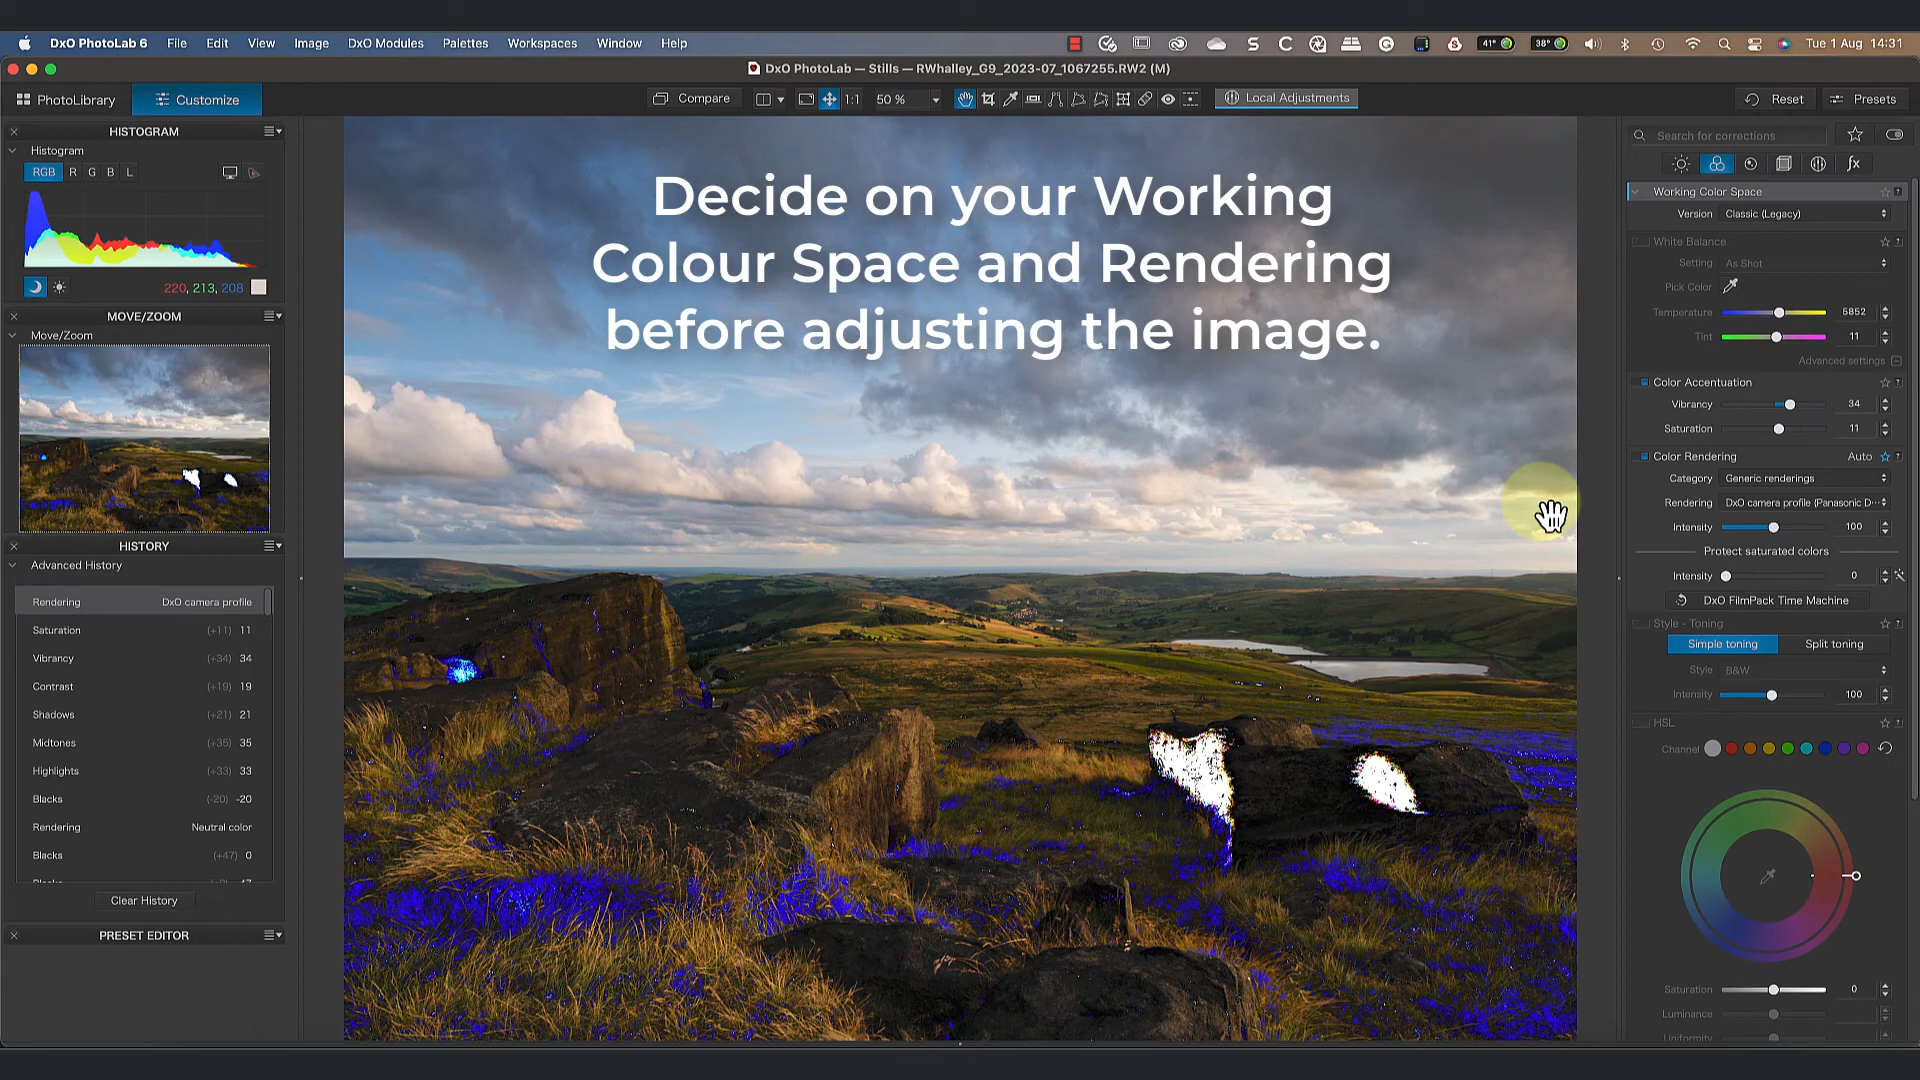 DxO PhotoLab 6 File Edit View Image DxO Modules Palettes Workspaces Window Help 41° 38° Tue 1 Aug 14:31
DxO PhotoLab — Stills — RWhalley_G9_2023-07_1067255.RW2 (M)
PhotoLibrary Customize Compare 1:1 50 % Local Adjustments Reset Presets
HISTOGRAM
Histogram
RGB R G B L
220, 213, 208
MOVE/ZOOM
Move/Zoom
HISTORY
Advanced History
Rendering DxO camera profile
Saturation (+11) 11
Vibrancy (+34) 34
Contrast (+19) 19
Shadows (+21) 21
Midtones (+35) 35
Highlights (+33) 33
Blacks (-20) -20
Rendering Neutral color
Blacks (+47) 0
Clear History
PRESET EDITOR
Decide on your Working
Colour Space and Rendering
before adjusting the image.
Search for corrections
fx
Working Color Space
Version Classic (Legacy)
White Balance
Setting As Shot
Pick Color
Temperature 5852
Tint 11
Advanced settings
Color Accentuation
Vibrancy 34
Saturation 11
Color Rendering Auto
Category Generic renderings
Rendering DxO camera profile (Panasonic D···
Intensity 100
Protect saturated colors
Intensity 0
DxO FilmPack Time Machine
Style - Toning
Simple toning Split toning
Style B&W
Intensity 100
HSL
Channel
Saturation 0
Luminance
Uniformity